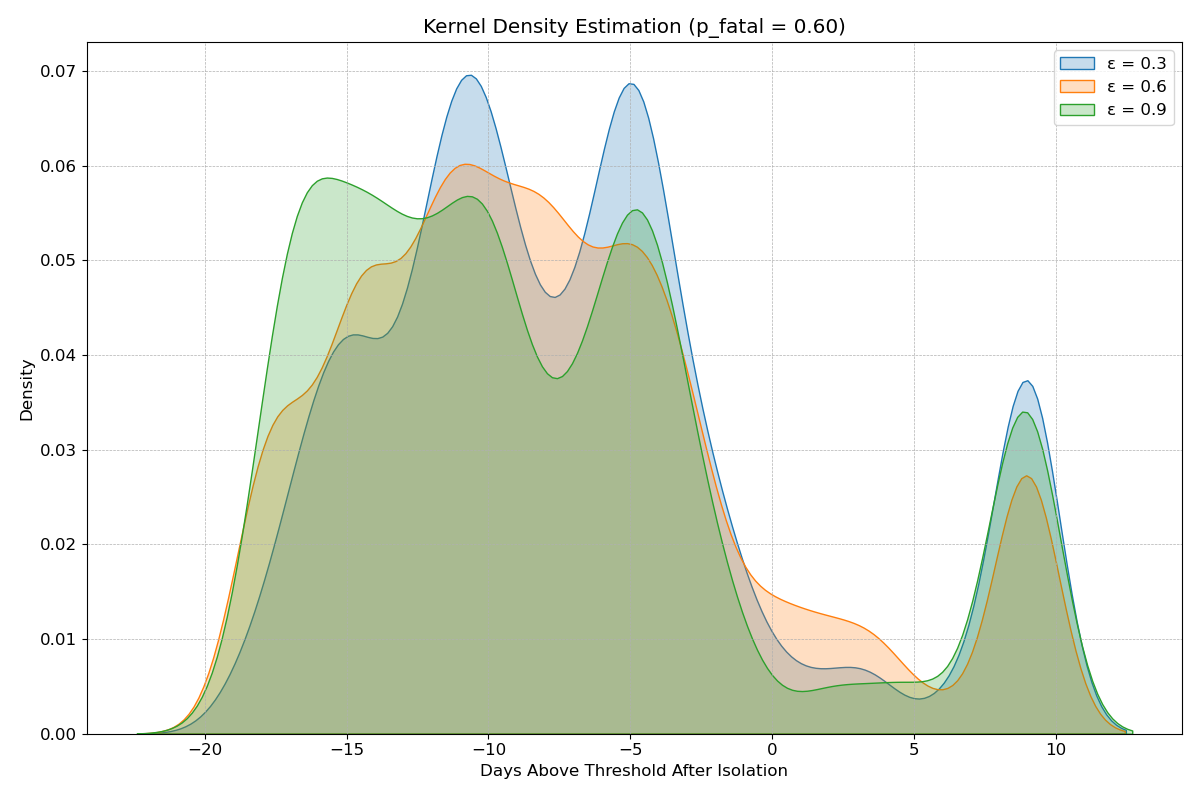 Kernel Density Estimation (p_fatal = 0.60)
ε = 0.3
ε = 0.6
ε = 0.9
Density
0.07
0.06
0.05
0.04
0.03
0.02
0.01
0.00
−20 −15 −10 −5 0 5 10
Days Above Threshold After Isolation